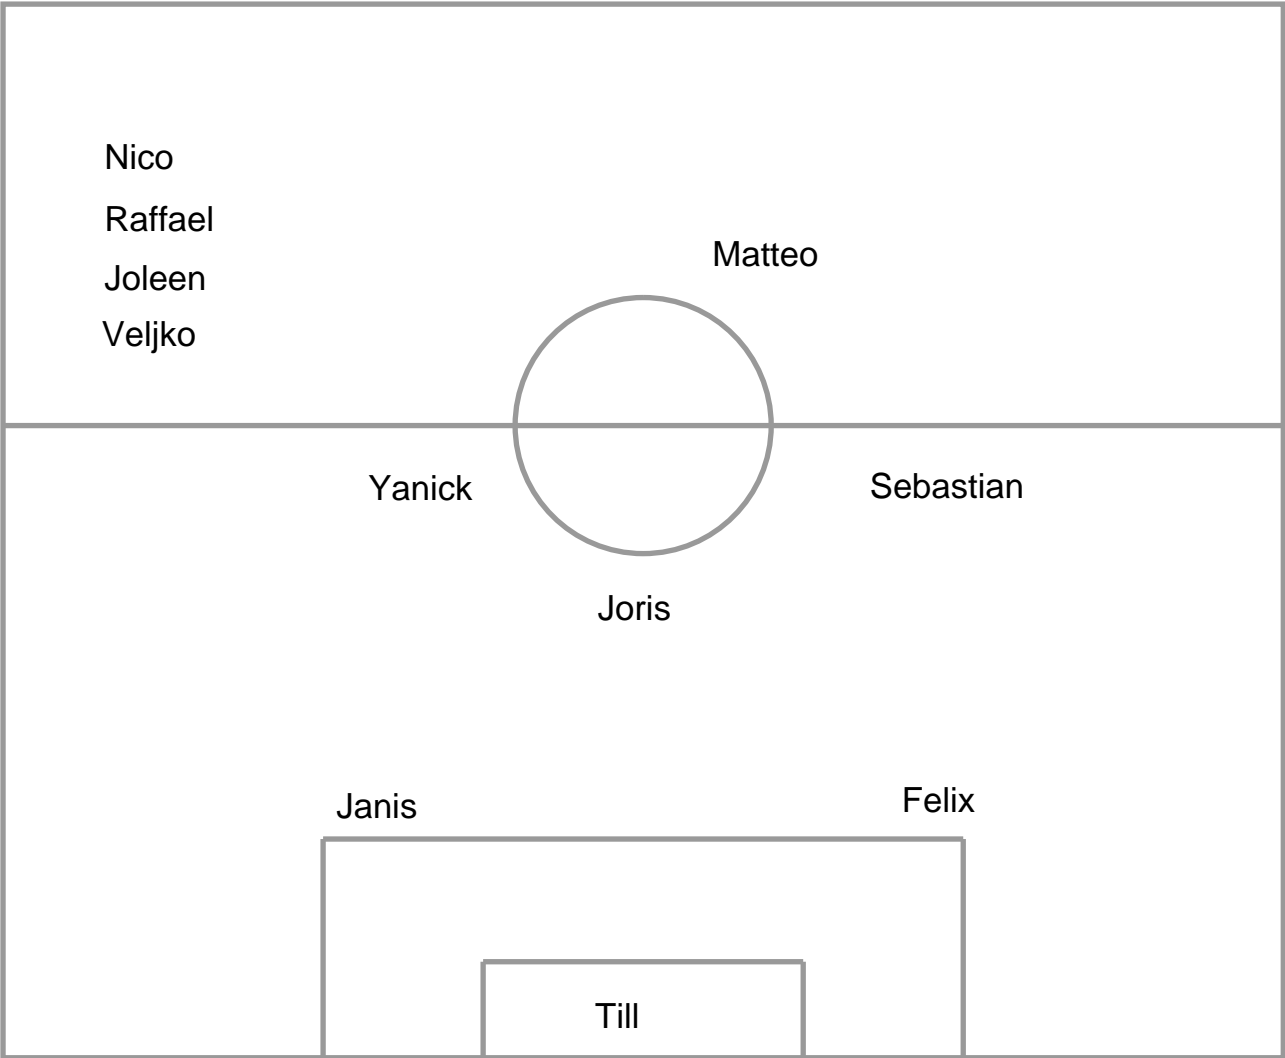 Nico
Raffael
Matteo
Joleen
Veljko
Yanick
Sebastian
Joris
Janis
Felix
Till